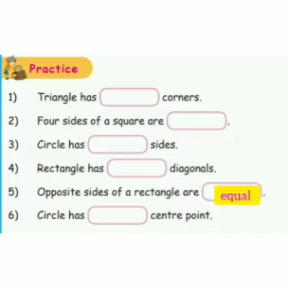 Practice
1) Triangle has corners.
2) Four sides of a square are .
3) Circle has sides.
4) Rectangle has diagonals.
5) Opposite sides of a rectangle are equal .
6) Circle has centre point.